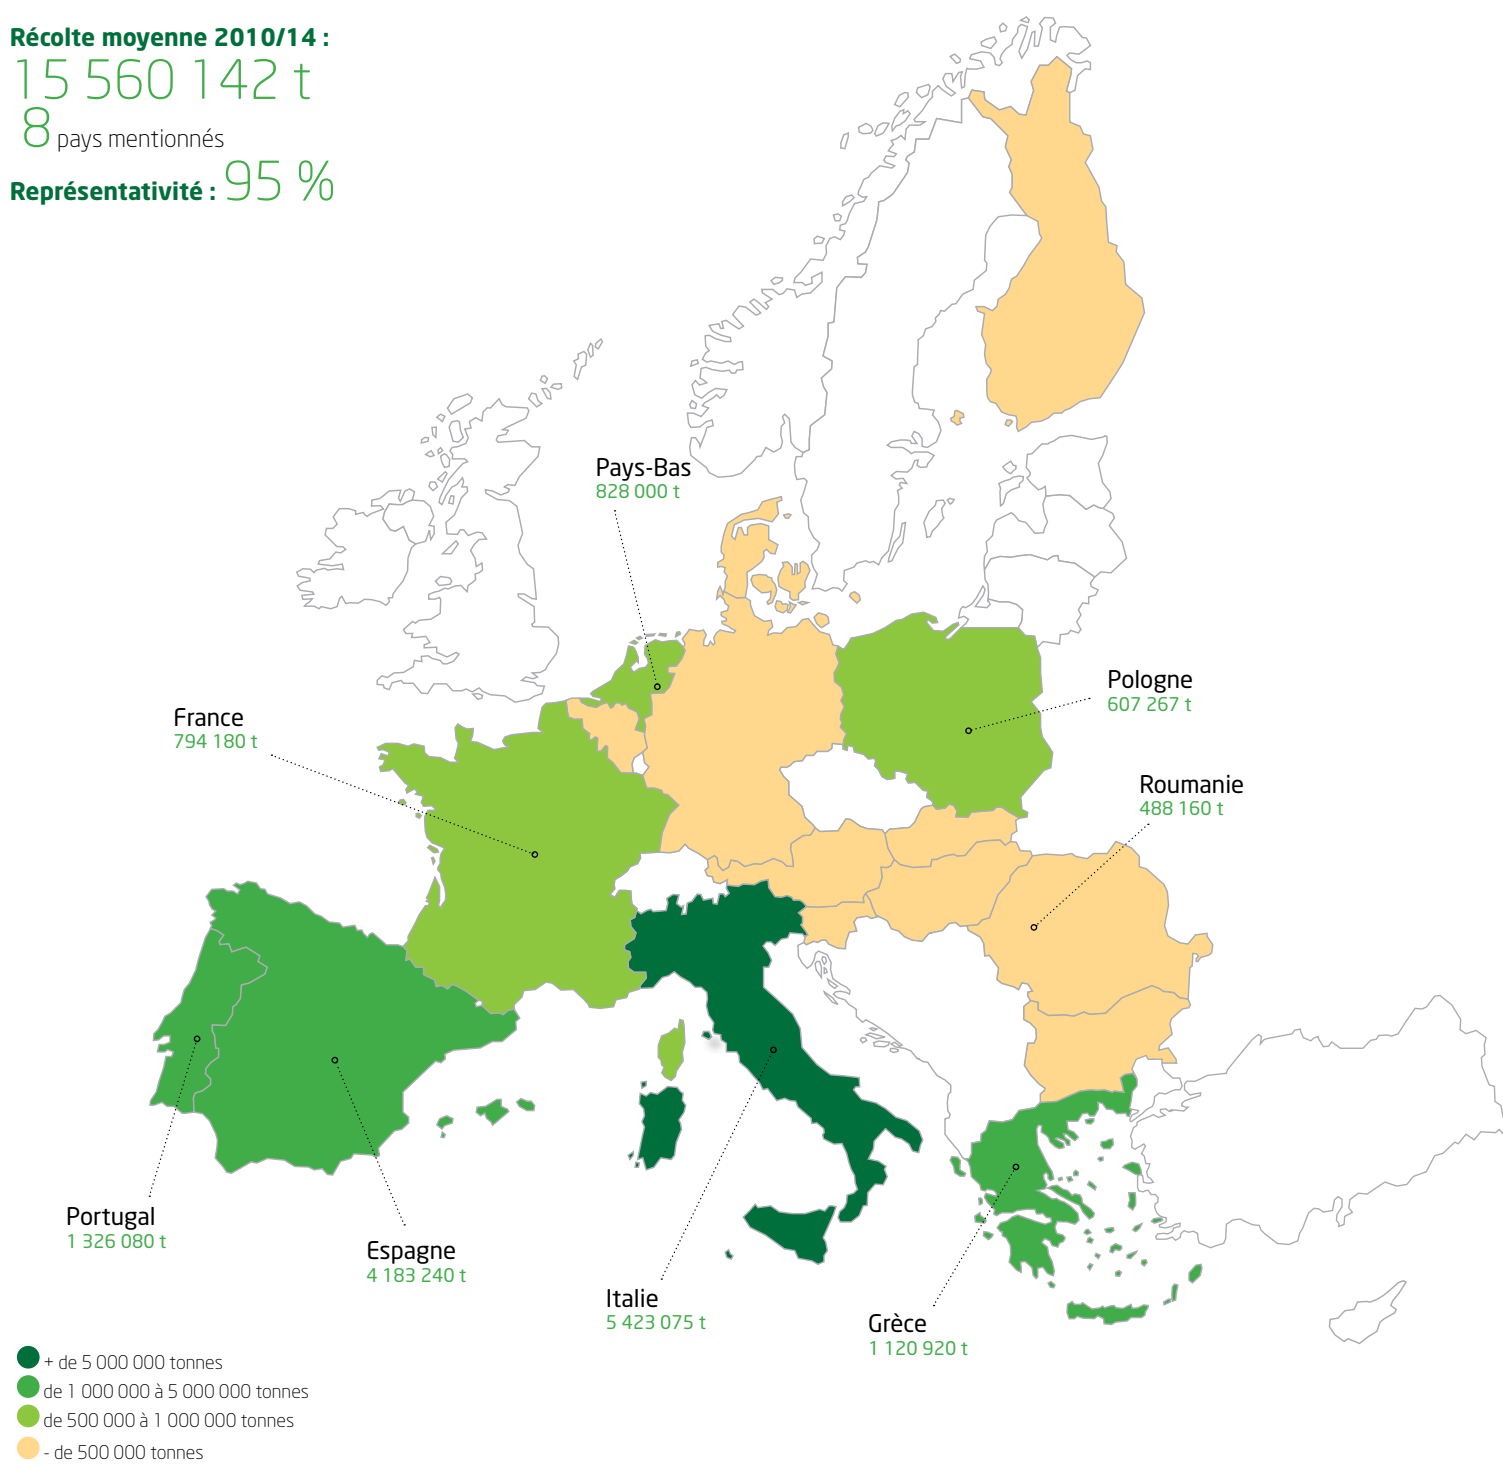 Récolte moyenne 2010/14 :
15 560 142 t
8 pays mentionnés
Représentativité : 95 %
Pays-Bas
828 000 t
Pologne
607 267 t
France
794 180 t
Roumanie
488 160 t
Portugal
1 326 080 t
Espagne
4 183 240 t
Italie
5 423 075 t
Grèce
1 120 920 t
+ de 5 000 000 tonnes
de 1 000 000 à 5 000 000 tonnes
de 500 000 à 1 000 000 tonnes
- de 500 000 tonnes